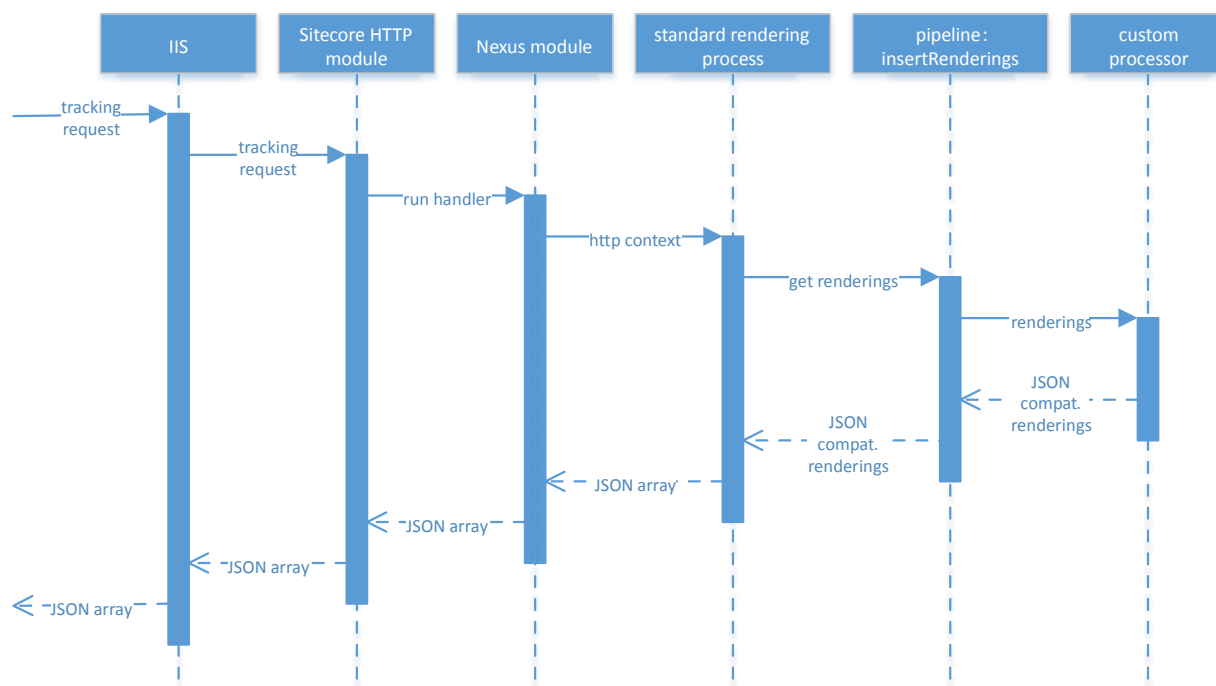 IIS
Sitecore HTTP
module
Nexus module
standard rendering
process
pipeline:
insertRenderings
custom
processor
tracking
request
tracking
request
run handler
http context
get renderings
renderings
JSON
compat.
renderings
JSON
compat.
renderings
JSON array
JSON array
JSON array
JSON array